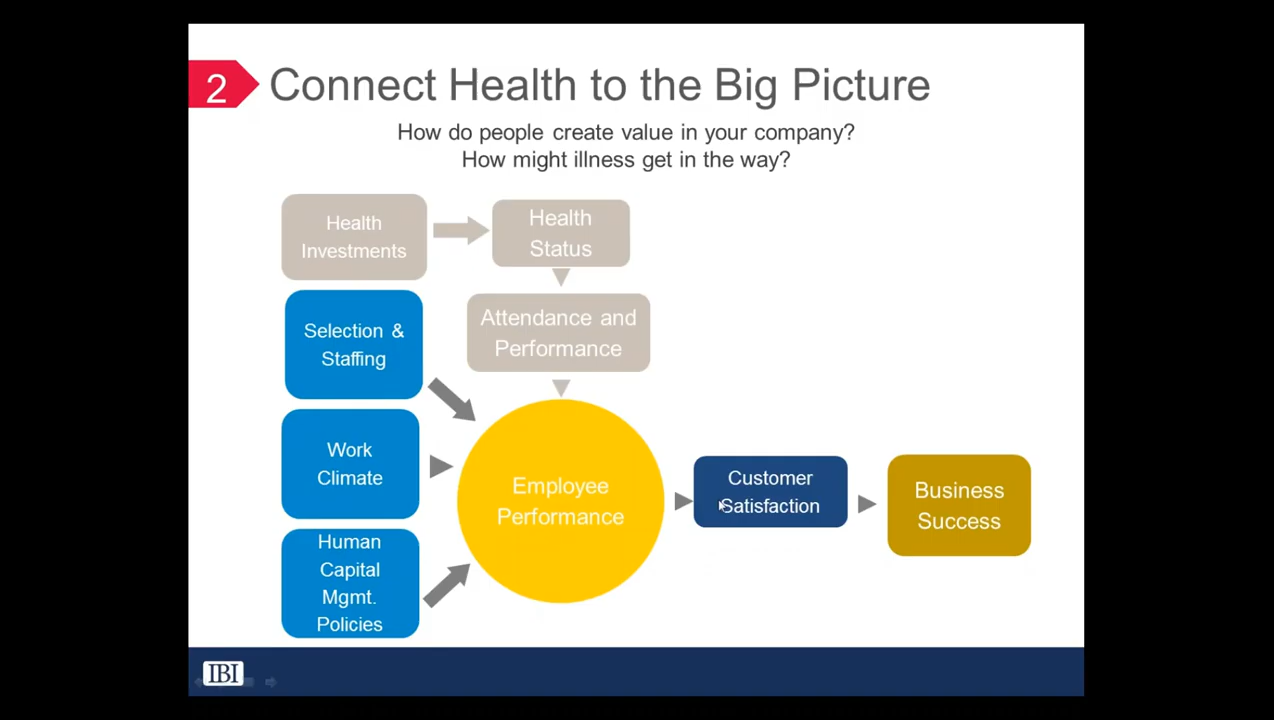 2
Connect Health to the Big Picture
How do people create value in your company?
How might illness get in the way?
Health
Investments
Health
Status
Selection &
Staffing
Attendance and
Performance
Work
Climate
Employee
Performance
Customer
Satisfaction
Business
Success
Human
Capital
Mgmt.
Policies
IBI